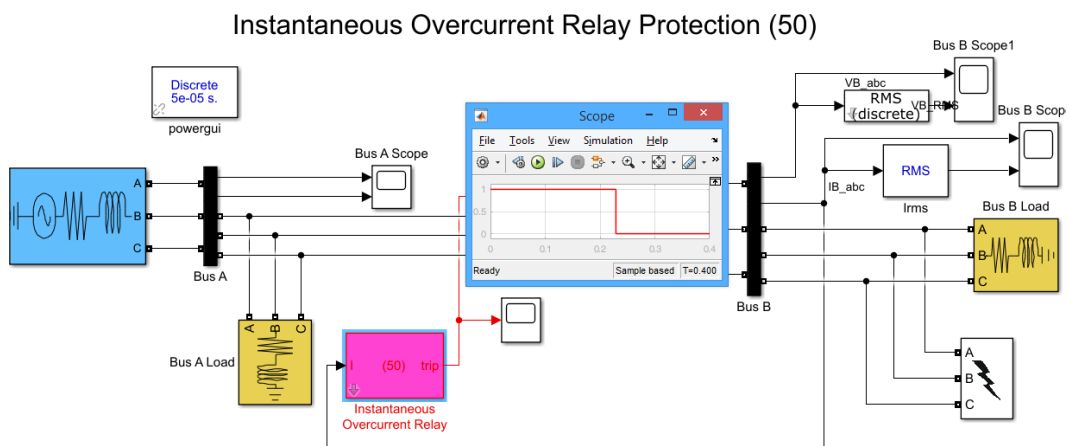 Instantaneous Overcurrent Relay Protection (50)
Discrete
5e-05 s.
powergui
A
B
C
Bus A
Bus A Scope
Bus A Load
A
B
C
Scope
File Tools View Simulation Help
1
0.5
0
0
0.1
0.2
0.3
0.4
Ready
Sample based
T=0.400
I
(50)
trip
Instantaneous
Overcurrent Relay
Bus B
Bus B Scope1
VB_abc
RMS
(discrete)
VB_RMS
Bus B Scope
IB_abc
RMS
Irms
Bus B Load
A
B
C
A
B
C